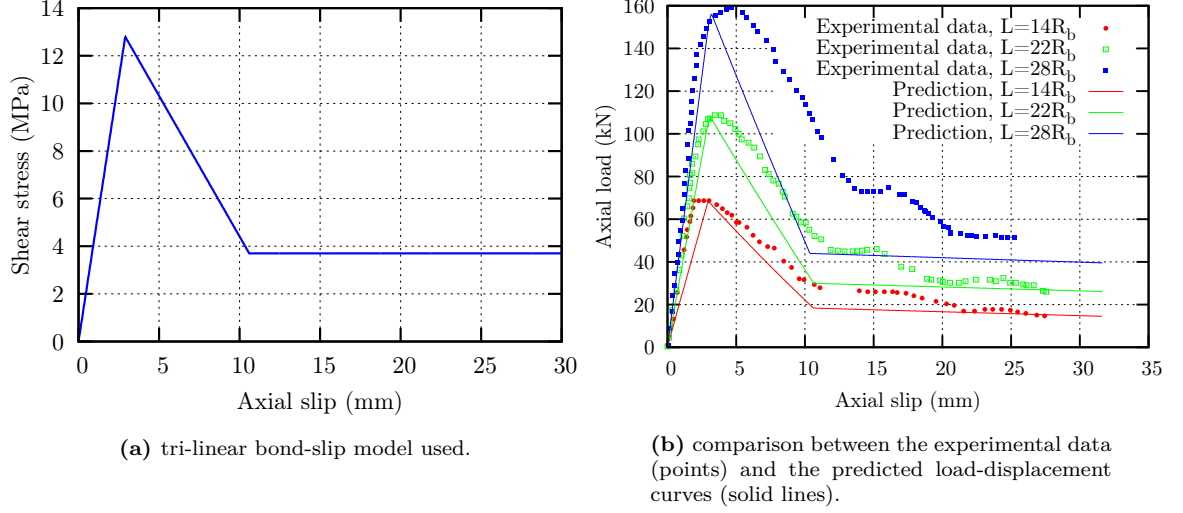 14
12
10
8
6
4
2
0
0 5 10 15 20 25 30
Shear stress (MPa)
Axial slip (mm)
(a) tri-linear bond-slip model used.
160
140
120
100
80
60
40
20
0
0 5 10 15 20 25 30 35
Axial load (kN)
Axial slip (mm)
Experimental data, L=14R_b
Experimental data, L=22R_b
Experimental data, L=28R_b
Prediction, L=14R_b
Prediction, L=22R_b
Prediction, L=28R_b
(b) comparison between the experimental data
(points) and the predicted load-displacement
curves (solid lines).